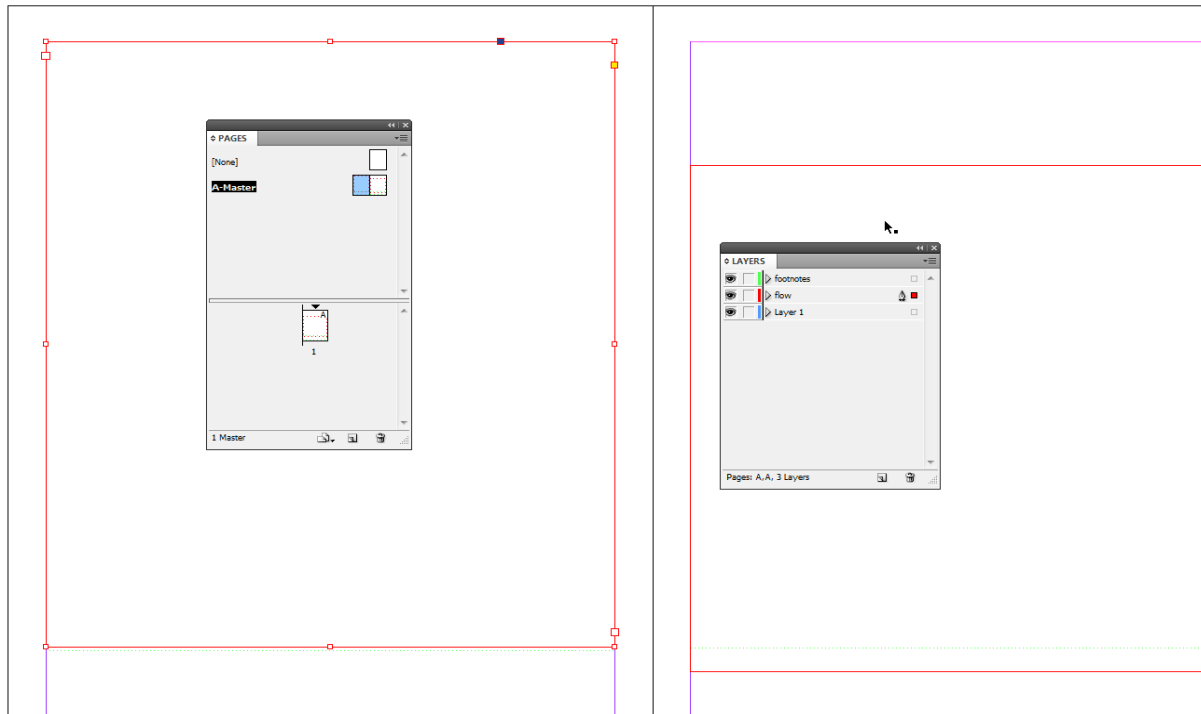 PAGES
[None]
A-Master
A
1
1 Master
LAYERS
footnotes
flow
Layer 1
Pages: A,A, 3 Layers